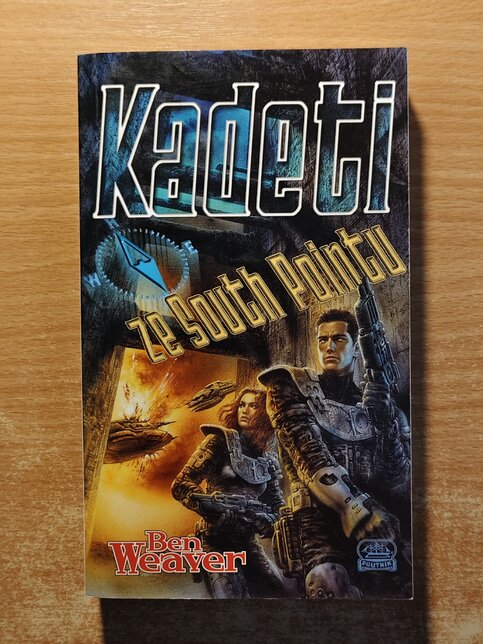 Kadeti
ze South Pointu
Ben
Weaver
POUTNÍK